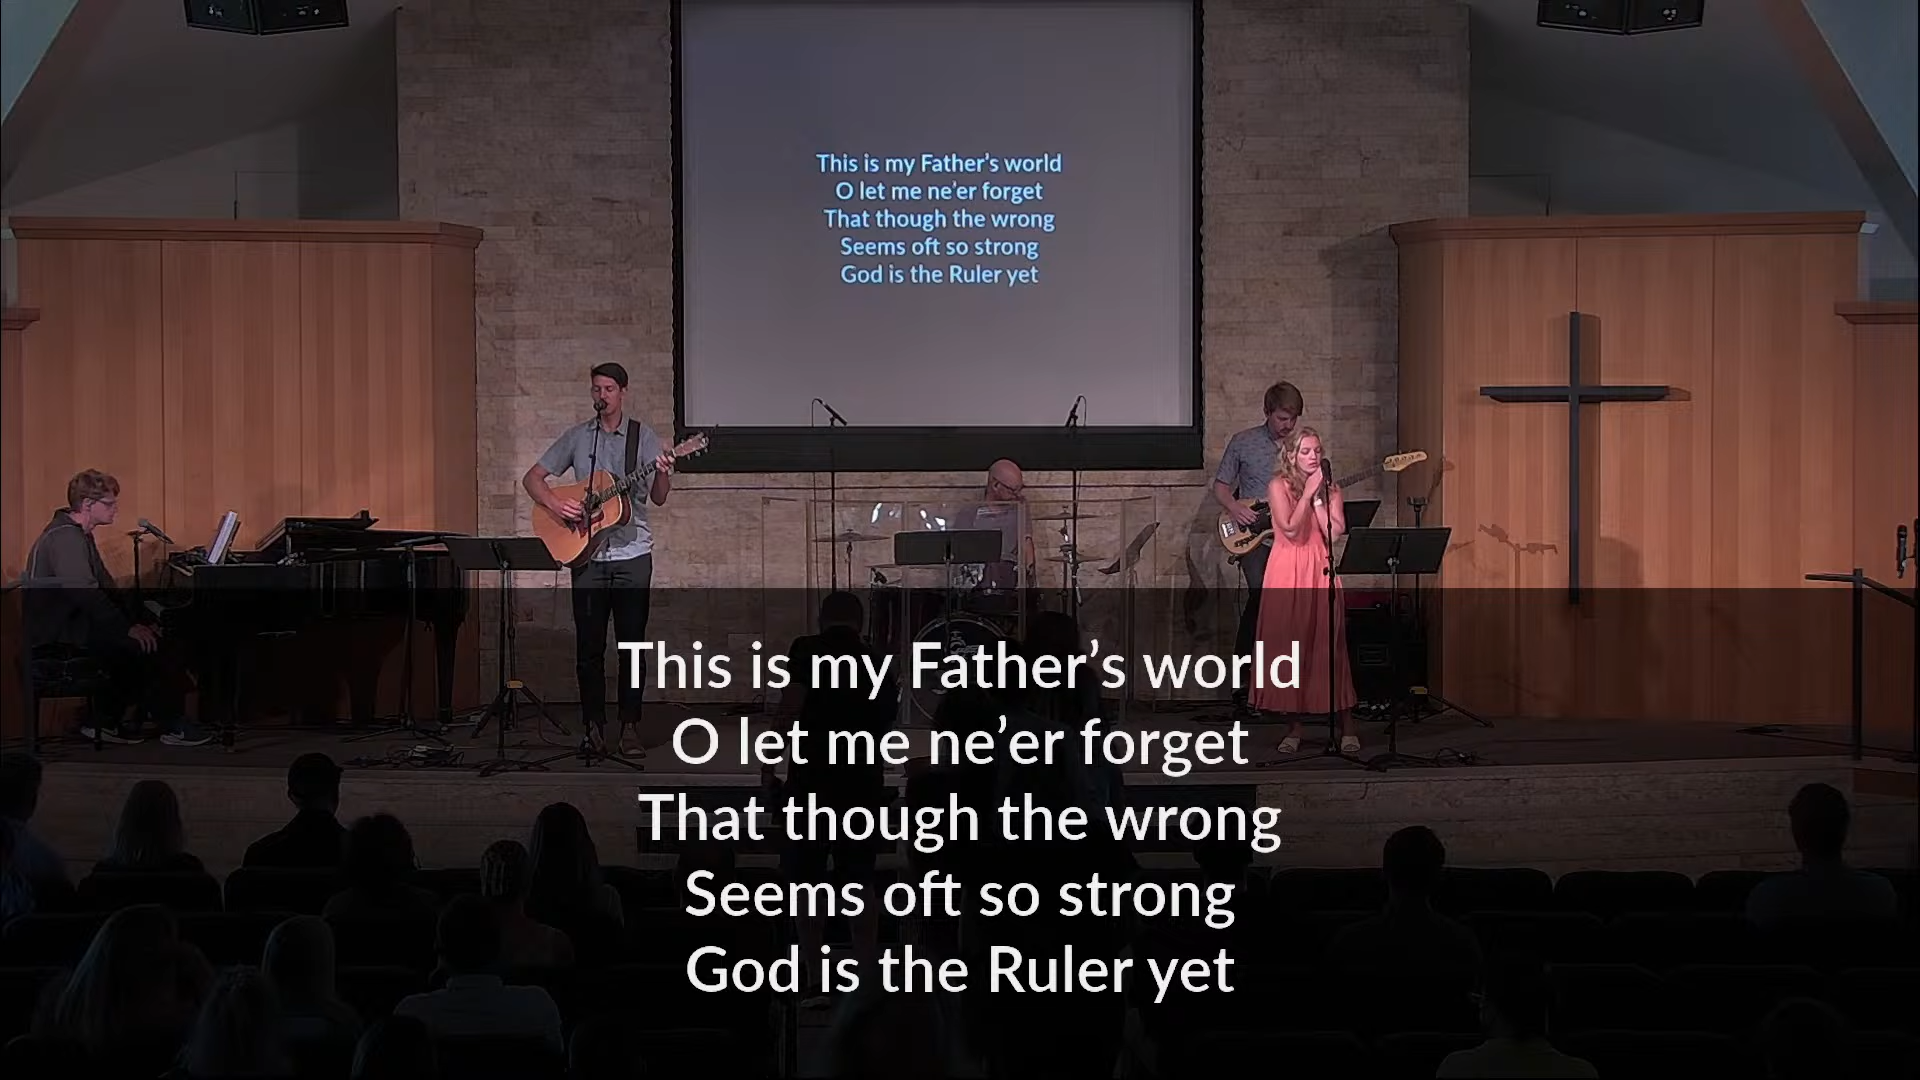 This is my Father’s world
O let me ne’er forget
That though the wrong
Seems oft so strong
God is the Ruler yet
This is my Father’s world
O let me ne’er forget
That though the wrong
Seems oft so strong
God is the Ruler yet